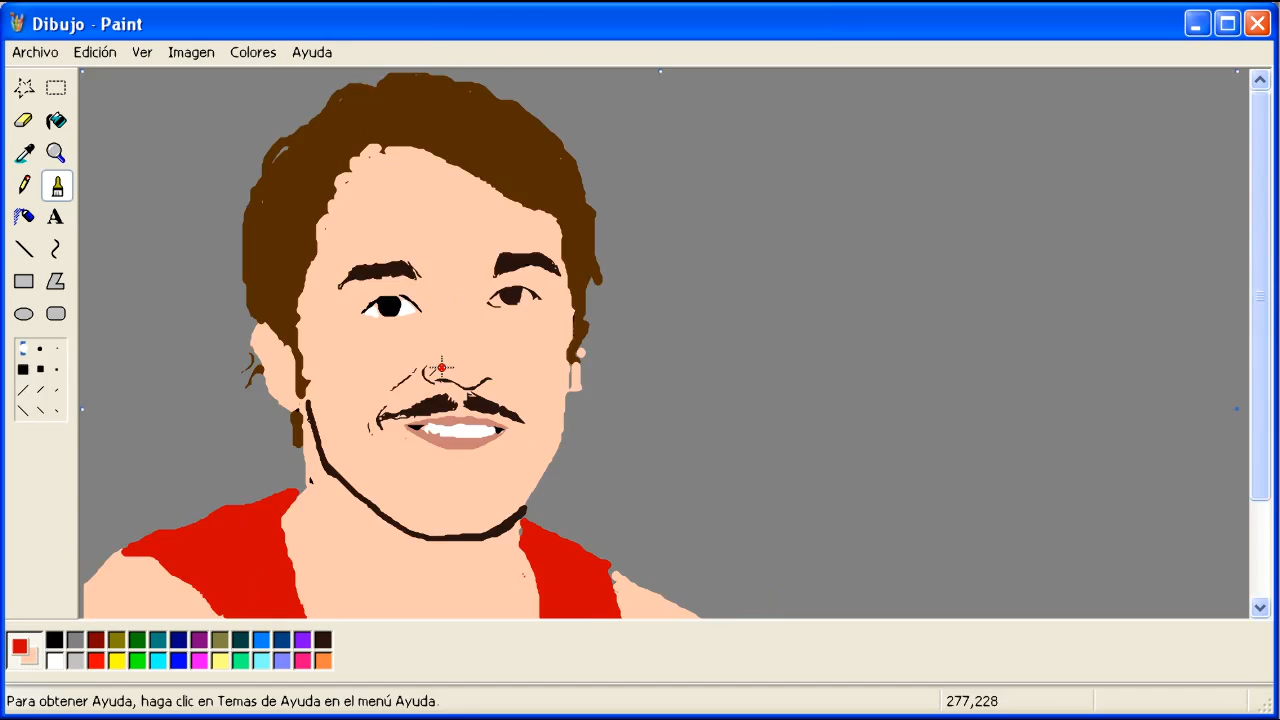 Dibujo - Paint
Archivo Edición Ver Imagen Colores Ayuda
A
Para obtener Ayuda, haga clic en Temas de Ayuda en el menú Ayuda.
277,228